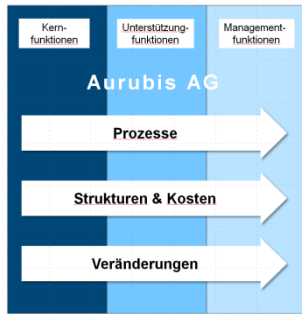 Kern-
funktionen
Unterstützung-
funktionen
Management-
funktionen
Aurubis AG
Prozesse
Strukturen & Kosten
Veränderungen